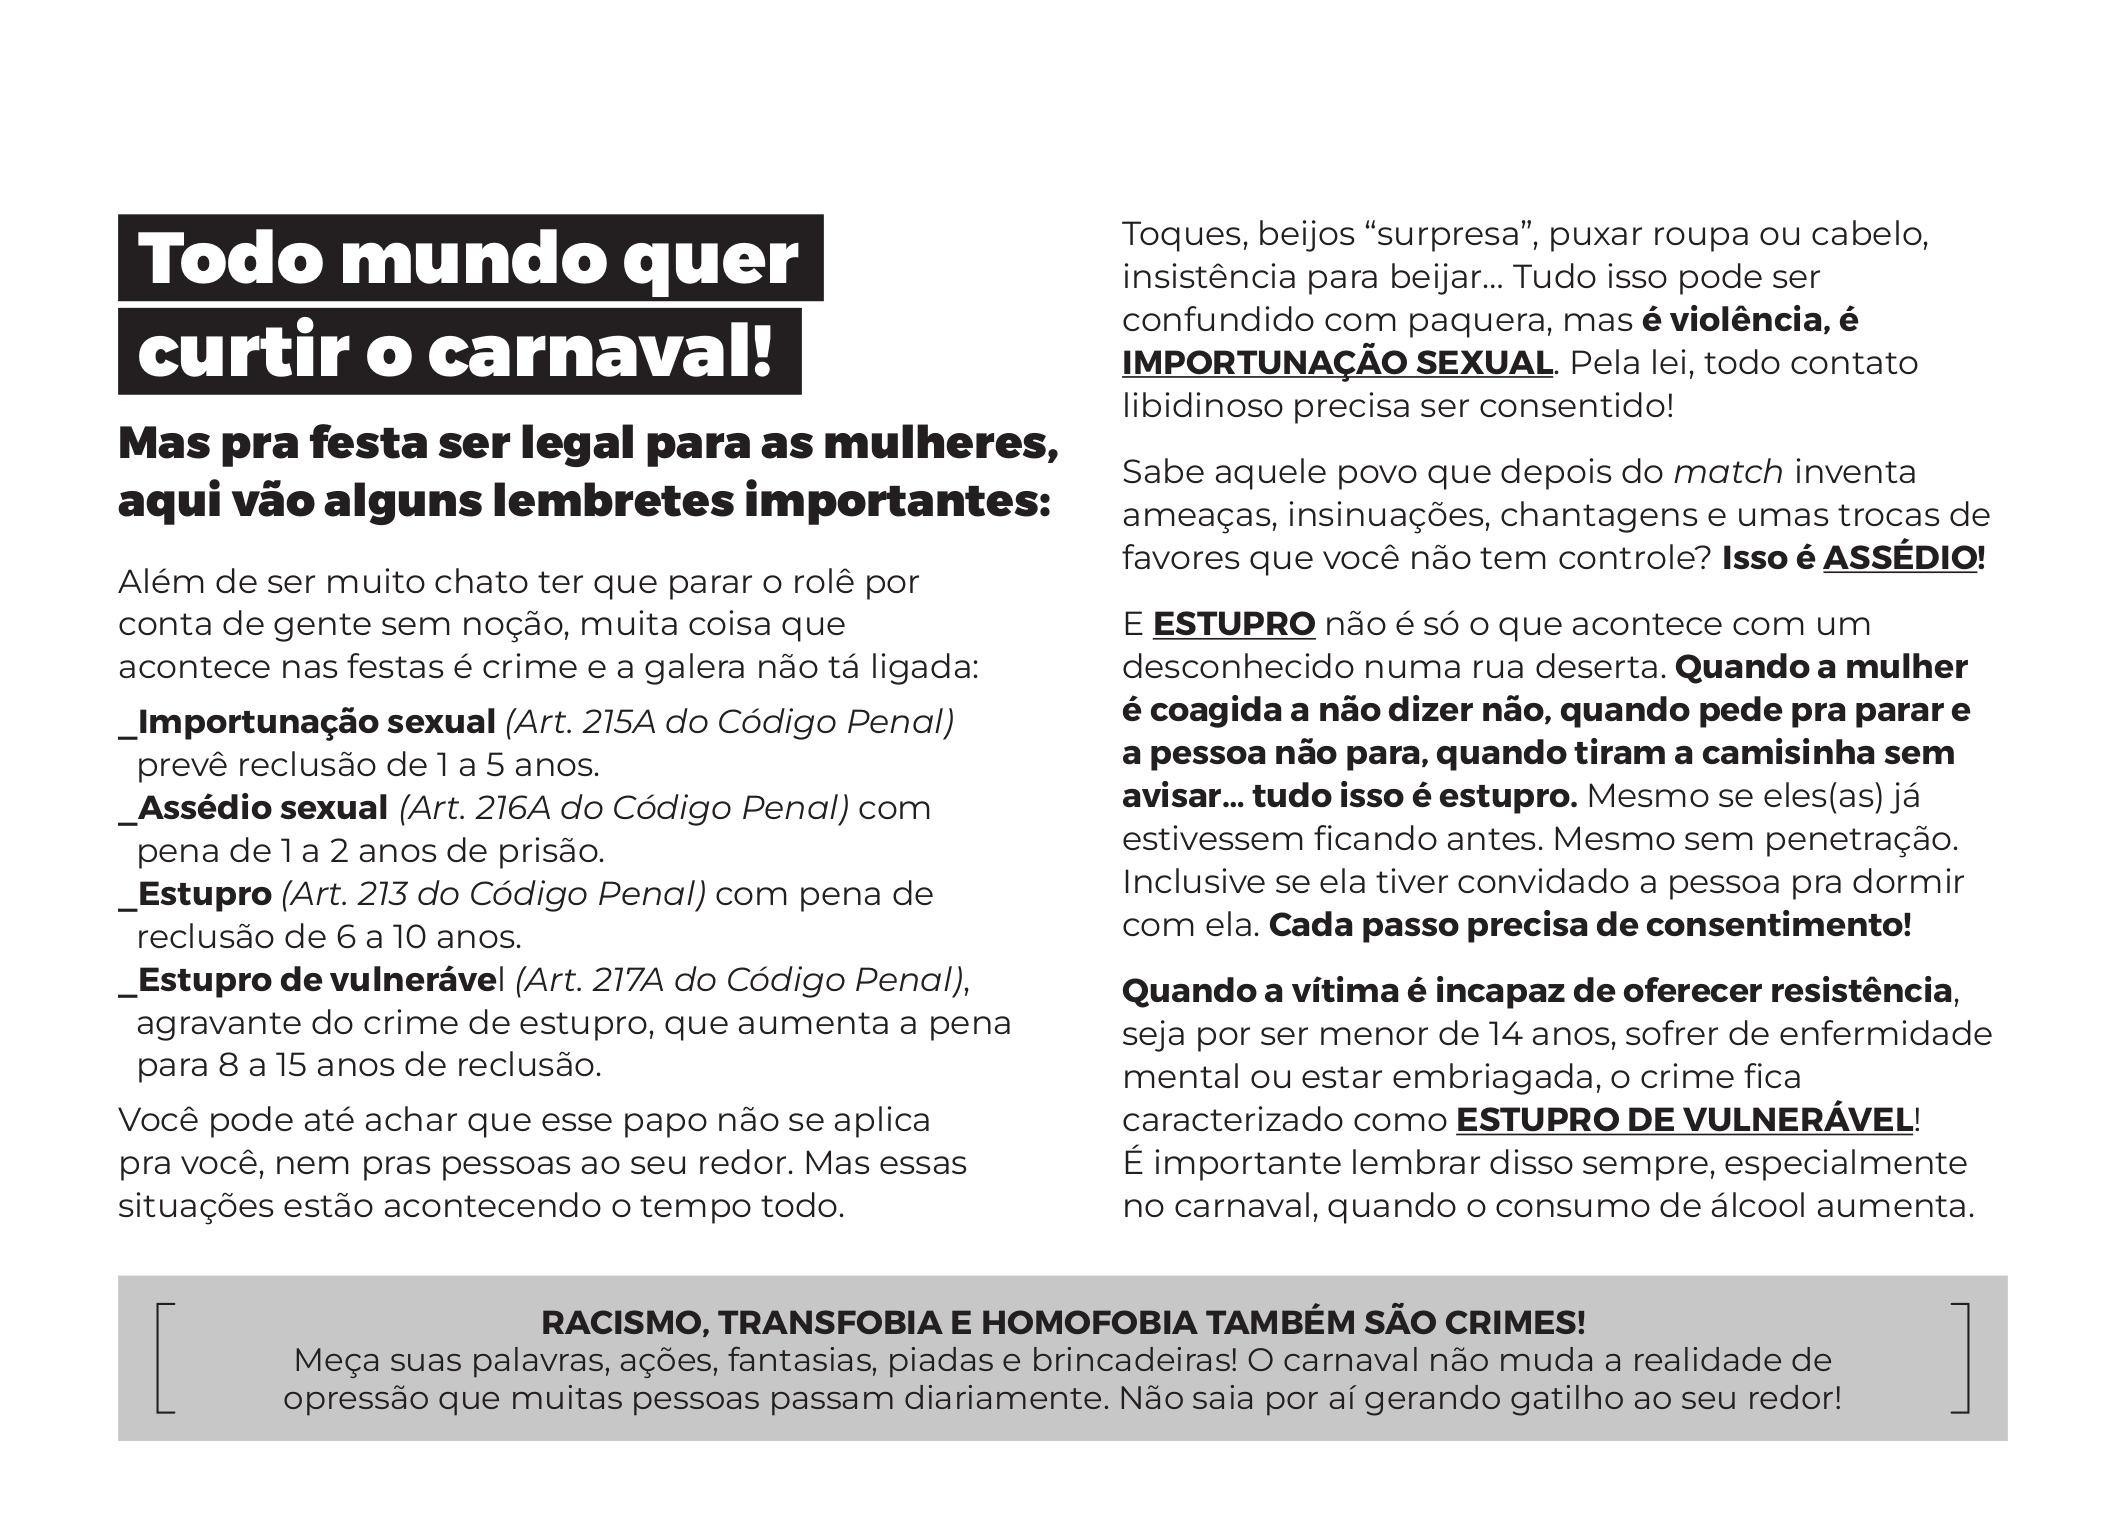 Todo mundo quer
curtir o carnaval!
Mas pra festa ser legal para as mulheres,
aqui vão alguns lembretes importantes:
Além de ser muito chato ter que parar o rolê por
conta de gente sem noção, muita coisa que
acontece nas festas é crime e a galera não tá ligada:
_Importunação sexual (Art. 215A do Código Penal)
prevê reclusão de 1 a 5 anos.
_Assédio sexual (Art. 216A do Código Penal) com
pena de 1 a 2 anos de prisão.
_Estupro (Art. 213 do Código Penal) com pena de
reclusão de 6 a 10 anos.
_Estupro de vulnerável (Art. 217A do Código Penal),
agravante do crime de estupro, que aumenta a pena
para 8 a 15 anos de reclusão.
Você pode até achar que esse papo não se aplica
pra você, nem pras pessoas ao seu redor. Mas essas
situações estão acontecendo o tempo todo.
Toques, beijos “surpresa”, puxar roupa ou cabelo,
insistência para beijar... Tudo isso pode ser
confundido com paquera, mas é violência, é
IMPORTUNAÇÃO SEXUAL. Pela lei, todo contato
libidinoso precisa ser consentido!
Sabe aquele povo que depois do match inventa
ameaças, insinuações, chantagens e umas trocas de
favores que você não tem controle? Isso é ASSÉDIO!
E ESTUPRO não é só o que acontece com um
desconhecido numa rua deserta. Quando a mulher
é coagida a não dizer não, quando pede pra parar e
a pessoa não para, quando tiram a camisinha sem
avisar... tudo isso é estupro. Mesmo se eles(as) já
estivessem ficando antes. Mesmo sem penetração.
Inclusive se ela tiver convidado a pessoa pra dormir
com ela. Cada passo precisa de consentimento!
Quando a vítima é incapaz de oferecer resistência,
seja por ser menor de 14 anos, sofrer de enfermidade
mental ou estar embriagada, o crime fica
caracterizado como ESTUPRO DE VULNERÁVEL!
É importante lembrar disso sempre, especialmente
no carnaval, quando o consumo de álcool aumenta.
RACISMO, TRANSFOBIA E HOMOFOBIA TAMBÉM SÃO CRIMES!
Meça suas palavras, ações, fantasias, piadas e brincadeiras! O carnaval não muda a realidade de
opressão que muitas pessoas passam diariamente. Não saia por aí gerando gatilho ao seu redor!